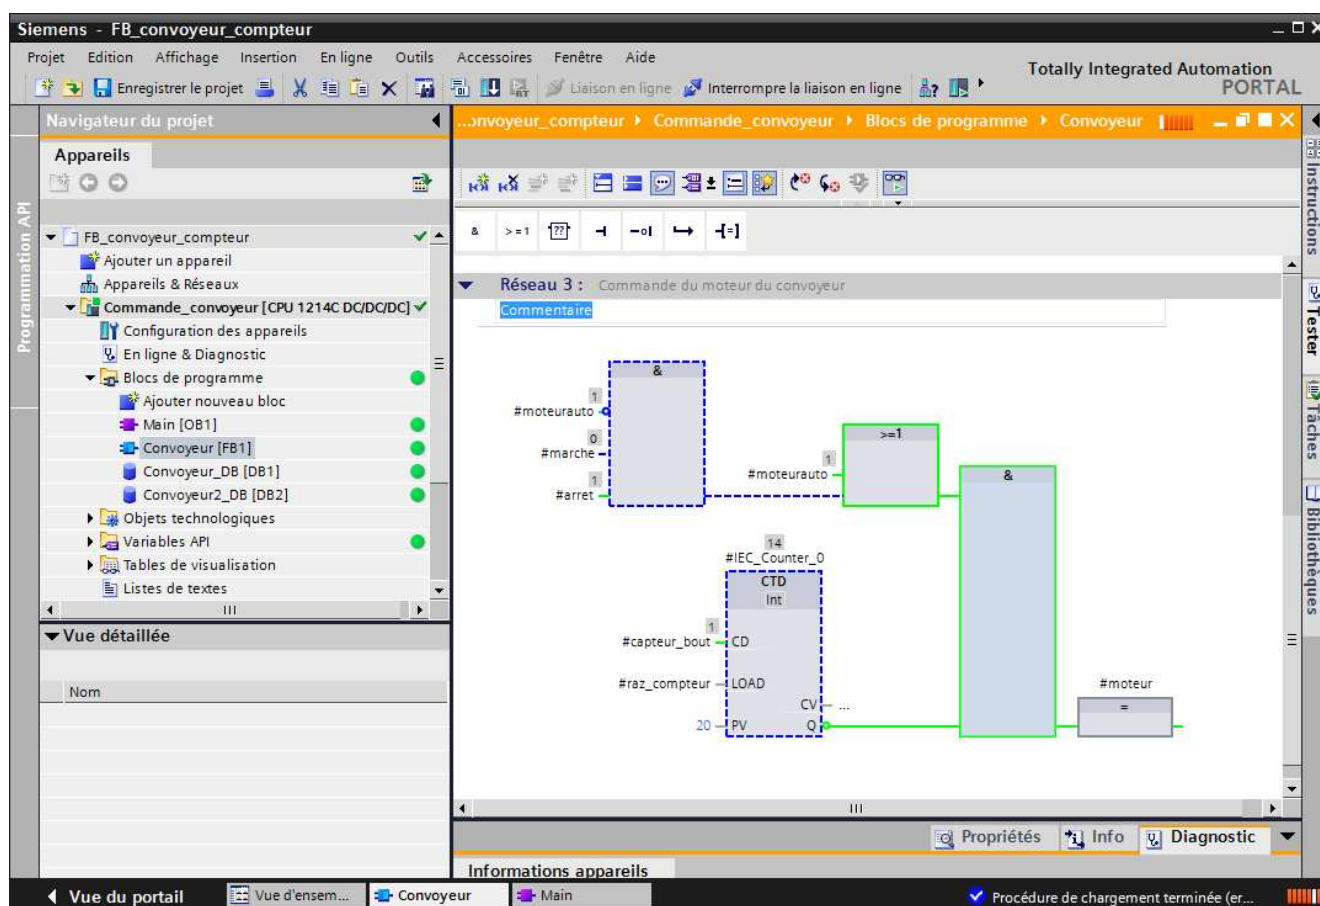 Siemens - FB_convoyeur_compteur
Projet Edition Affichage Insertion En ligne Outils Accessoires Fenêtre Aide
Totally Integrated Automation
PORTAL
Enregistrer le projet Liaison en ligne Interrompre la liaison en ligne
Navigateur du projet
...onvoyeur_compteur Commande_convoyeur Blocs de programme Convoyeur
Appareils
Programmation API
FB_convoyeur_compteur
Ajouter un appareil
Appareils & Réseaux
Commande_convoyeur [CPU 1214C DC/DC/DC]
Configuration des appareils
En ligne & Diagnostic
Blocs de programme
Ajouter nouveau bloc
Main [OB1]
Convoyeur [FB1]
Convoyeur_DB [DB1]
Convoyeur2_DB [DB2]
Objets technologiques
Variables API
Tables de visualisation
Listes de textes
Vue détaillée
Nom
& >=1 ??
Réseau 3 : Commande du moteur du convoyeur
Commentaire
&
1
#moteurauto
0
#marche
1
#arret
>=1
1
#moteurauto
&
14
#IEC_Counter_0
CTD
Int
1
#capteur_bout CD
#raz_compteur LOAD
CV ...
20 PV Q
#moteur
=
Instructions
Tester
Tâches
Bibliothèques
Propriétés Info Diagnostic
Informations appareils
Vue du portail Vue d'ensem... Convoyeur Main Procédure de chargement terminée (er...